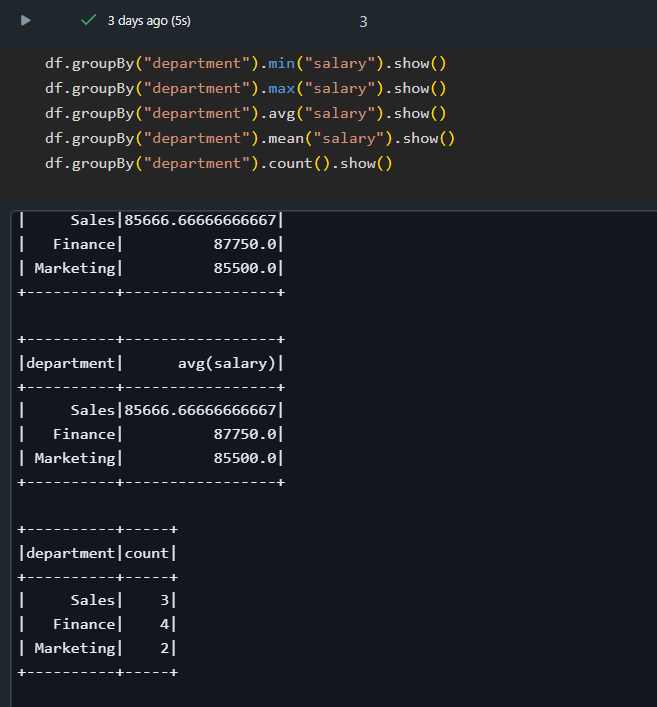 3 days ago (5s) 3
df.groupBy("department").min("salary").show()
df.groupBy("department").max("salary").show()
df.groupBy("department").avg("salary").show()
df.groupBy("department").mean("salary").show()
df.groupBy("department").count().show()
|     Sales|85666.66666666667|
|   Finance|          87750.0|
| Marketing|          85500.0|
+----------+-----------------+
+----------+-----------------+
|department|      avg(salary)|
+----------+-----------------+
|     Sales|85666.66666666667|
|   Finance|          87750.0|
| Marketing|          85500.0|
+----------+-----------------+
+----------+-----+
|department|count|
+----------+-----+
|     Sales|    3|
|   Finance|    4|
| Marketing|    2|
+----------+-----+